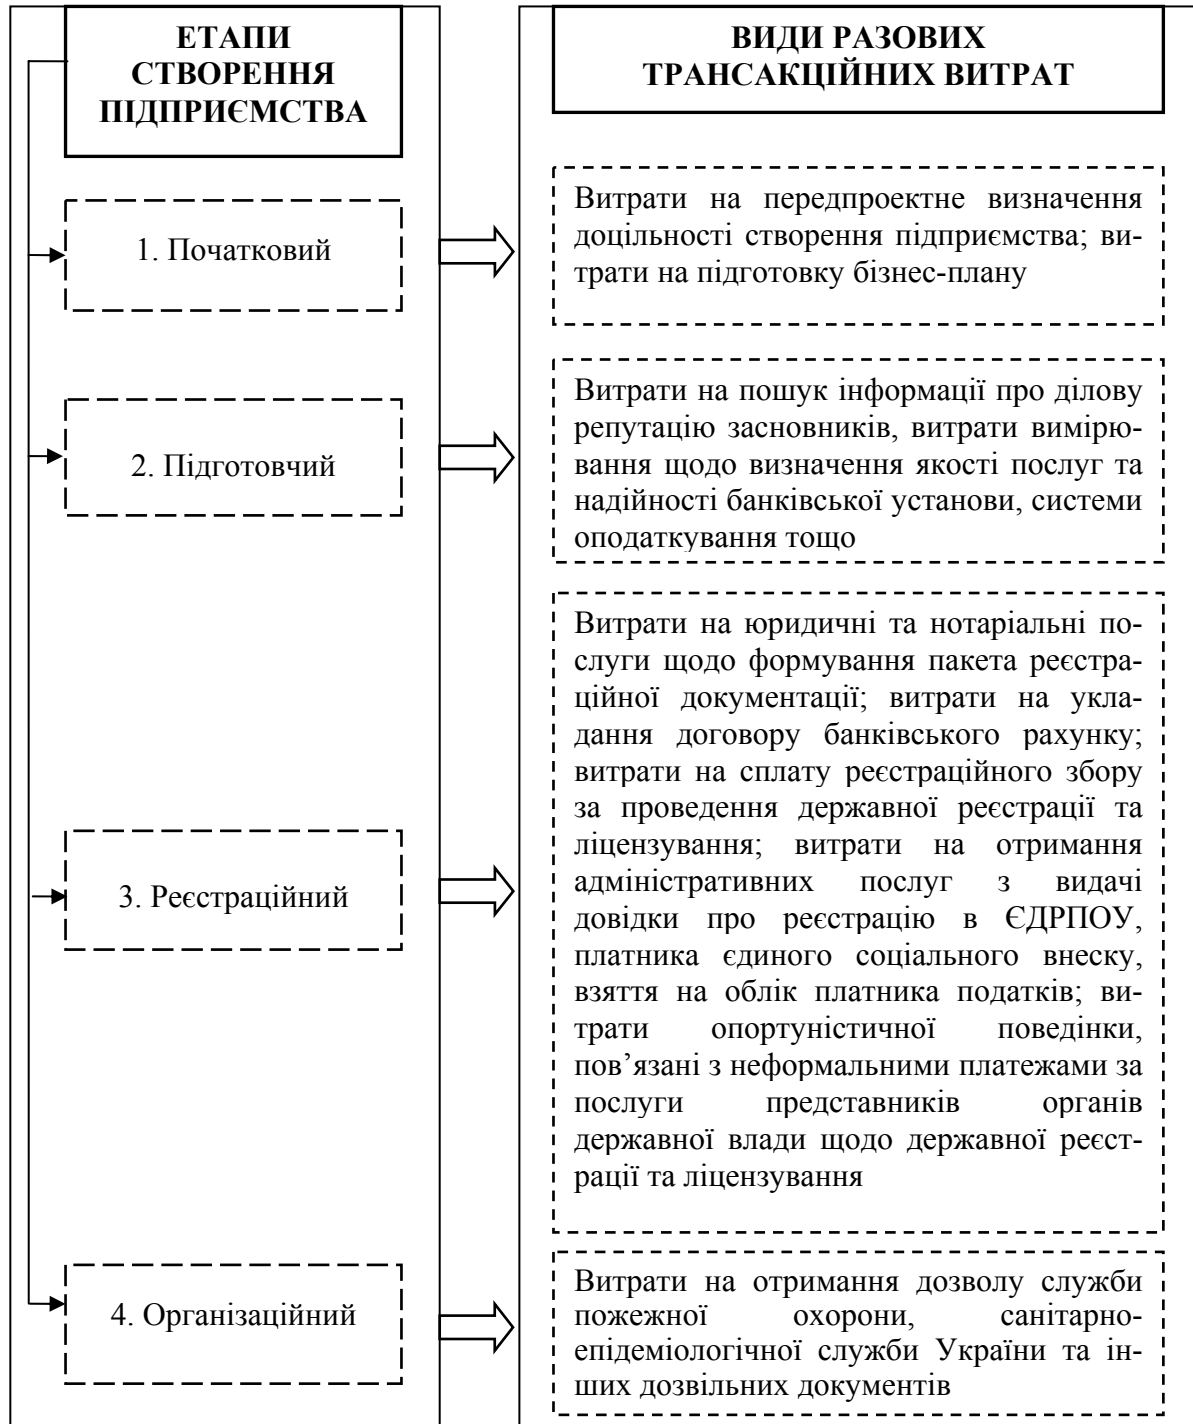 ЕТАПИ
СТВОРЕННЯ
ПІДПРИЄМСТВА
ВИДИ РАЗОВИХ
ТРАНСАКЦІЙНИХ ВИТРАТ
1. Початковий
Витрати на передпроектне визначення
доцільності створення підприємства; ви-
трати на підготовку бізнес-плану
2. Підготовчий
Витрати на пошук інформації про ділову
репутацію засновників, витрати вимірю-
вання щодо визначення якості послуг та
надійності банківської установи, системи
оподаткування тощо
3. Реєстраційний
Витрати на юридичні та нотаріальні по-
слуги щодо формування пакета реєстра-
ційної документації; витрати на укла-
дання договору банківського рахунку;
витрати на сплату реєстраційного збору
за проведення державної реєстрації та
ліцензування; витрати на отримання
адміністративних послуг з видачі
довідки про реєстрацію в ЄДРПОУ,
платника єдиного соціального внеску,
взяття на облік платника податків; ви-
трати опортуністичної поведінки,
пов’язані з неформальними платежами за
послуги представників органів
державної влади щодо державної реєст-
рації та ліцензування
4. Організаційний
Витрати на отримання дозволу служби
пожежної охорони, санітарно-
епідеміологічної служби України та ін-
ших дозвільних документів